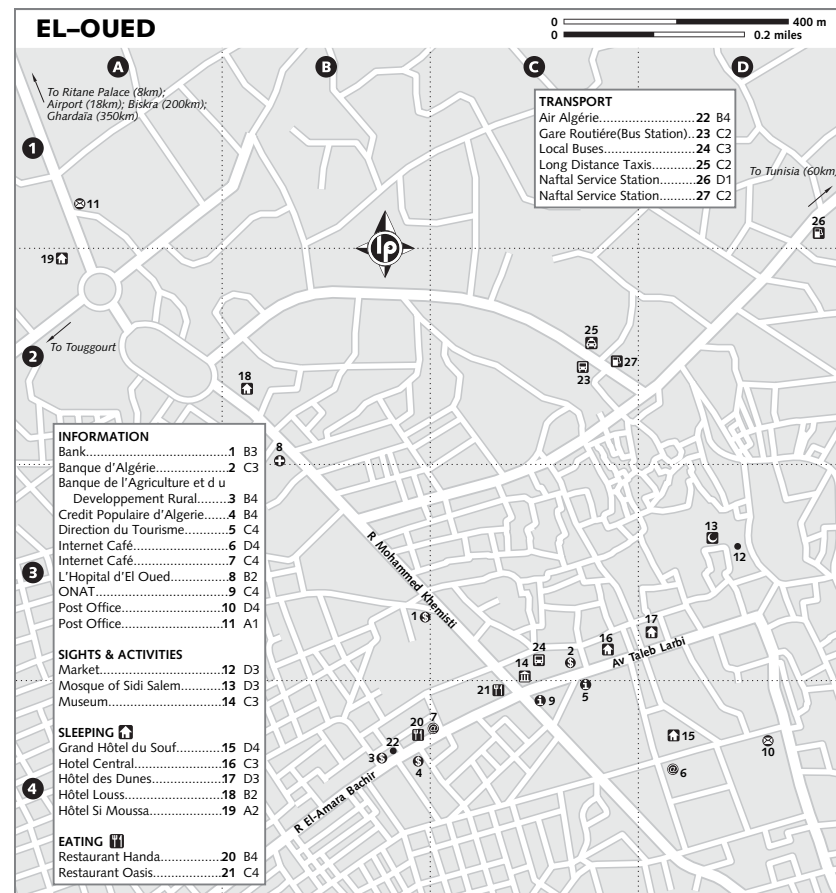 EL–OUED
0 400 m
0 0.2 miles
A B C D
To Ritane Palace (8km);
Airport (18km); Biskra (200km);
Ghardaïa (350km)
TRANSPORT
Air Algérie......................22 B4
Gare Routiére(Bus Station)..23 C2
Local Buses....................24 C3
Long Distance Taxis...........25 C2
Naftal Service Station..........26 D1
Naftal Service Station..........27 C2
1
To Tunisia (60km
11
26
19
lp
2
To Touggourt
25
27
23
18
8
INFORMATION
Bank..............................1 B3
Banque d'Algérie.................2 C3
Banque de l'Agriculture et d u
Developpement Rural.......3 B4
Credit Populaire d'Algerie.....4 B4
Direction du Tourisme..........5 C4
Internet Café.....................6 D4
Internet Café.....................7 C4
L'Hopital d'El Oued.............8 B2
ONAT.............................9 C4
Post Office......................10 D4
Post Office......................11 A1
SIGHTS & ACTIVITIES
Market...........................12 D3
Mosque of Sidi Salem..........13 D3
Museum.........................14 C3
SLEEPING
Grand Hôtel du Souf...........15 D4
Hotel Central...................16 C3
Hôtel des Dunes................17 D3
Hôtel Louss.....................18 B2
Hôtel Si Moussa................19 A2
EATING
Restaurant Handa...............20 B4
Restaurant Oasis................21 C4
3
R Mohammed Khemisti
13
12
1 $
17
16
24 2
14 $
Av Taleb Larbi
21
i 9
i
5
7
20 @
22
3 $
$
4
15
10
@ 6
4
R El-Amara Bachir